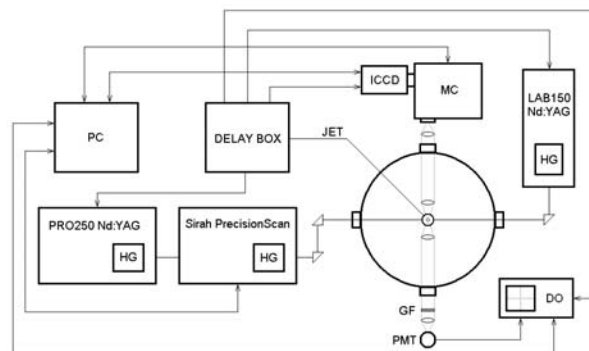 ICCD
MC
LAB150
Nd:YAG
HG
PC
DELAY BOX
JET
PRO250 Nd:YAG
HG
Sirah PrecisionScan
HG
GF
DO
PMT